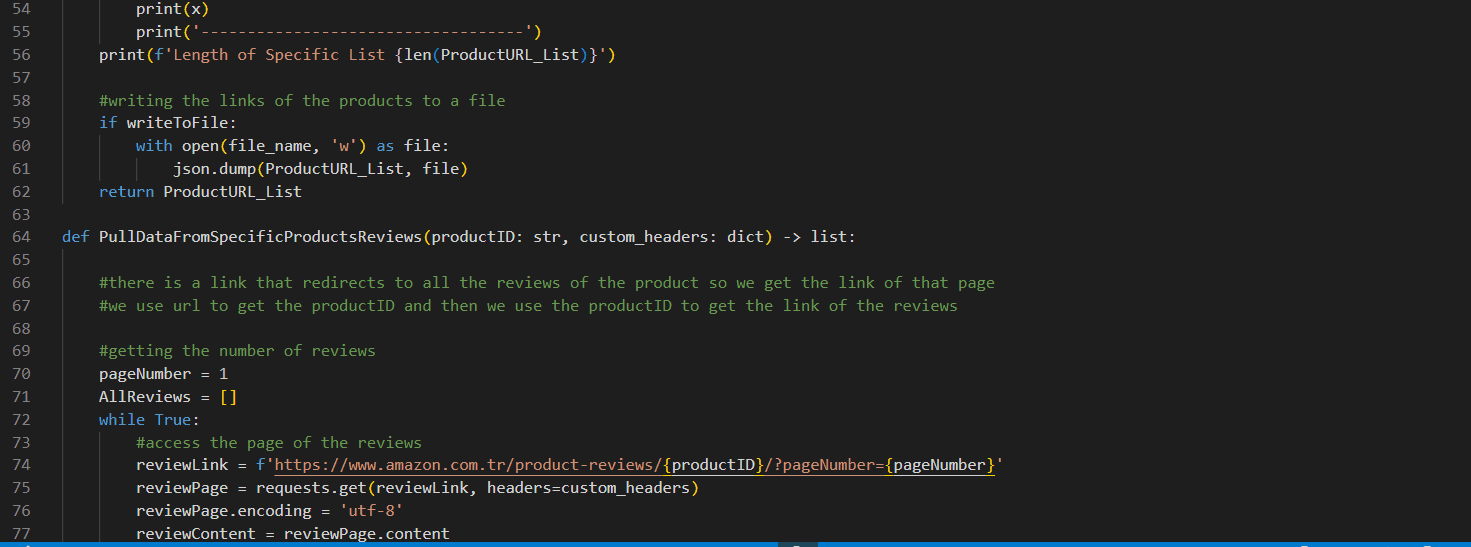 54 print(x)
55 print('-----------------------------------')
56 print(f'Length of Specific List {len(ProductURL_List)}')
57
58 #writing the links of the products to a file
59 if writeToFile:
60 with open(file_name, 'w') as file:
61 json.dump(ProductURL_List, file)
62 return ProductURL_List
63
64 def PullDataFromSpecificProductsReviews(productID: str, custom_headers: dict) -> list:
65
66 #there is a link that redirects to all the reviews of the product so we get the link of that page
67 #we use url to get the productID and then we use the productID to get the link of the reviews
68
69 #getting the number of reviews
70 pageNumber = 1
71 AllReviews = []
72 while True:
73 #access the page of the reviews
74 reviewLink = f'https://www.amazon.com.tr/product-reviews/{productID}/?pageNumber={pageNumber}'
75 reviewPage = requests.get(reviewLink, headers=custom_headers)
76 reviewPage.encoding = 'utf-8'
77 reviewContent = reviewPage.content